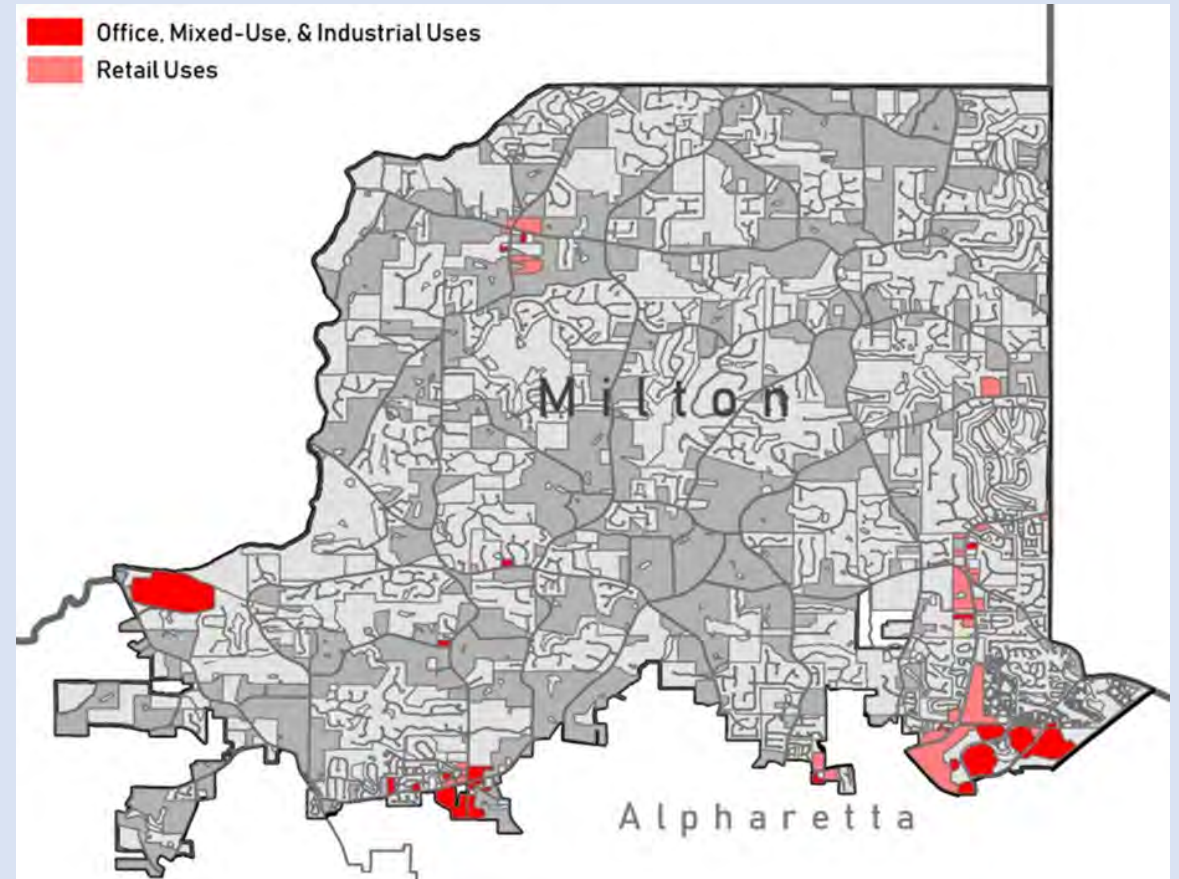 Office, Mixed-Use, & Industrial Uses
Retail Uses
Milton
Alpharetta